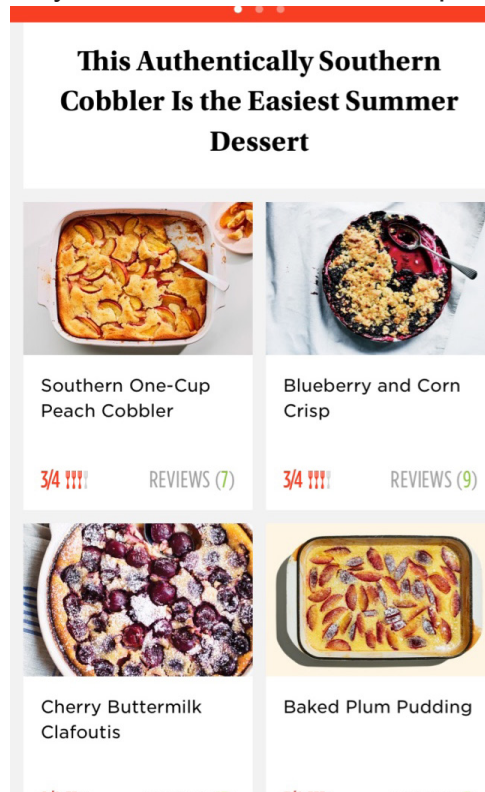 This Authentically Southern
Cobbler Is the Easiest Summer
Dessert
Southern One-Cup
Peach Cobbler
3/4
REVIEWS (7)
Blueberry and Corn
Crisp
3/4
REVIEWS (9)
Cherry Buttermilk
Clafoutis
Baked Plum Pudding